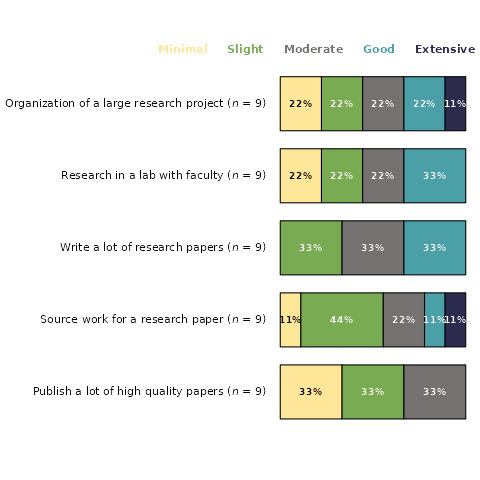 Minimal Slight Moderate Good Extensive
Organization of a large research project (n = 9) 22% 22% 22% 22% 11%
Research in a lab with faculty (n = 9) 22% 22% 22% 33%
Write a lot of research papers (n = 9) 33% 33% 33%
Source work for a research paper (n = 9) 11% 44% 22% 11% 11%
Publish a lot of high quality papers (n = 9) 33% 33% 33%